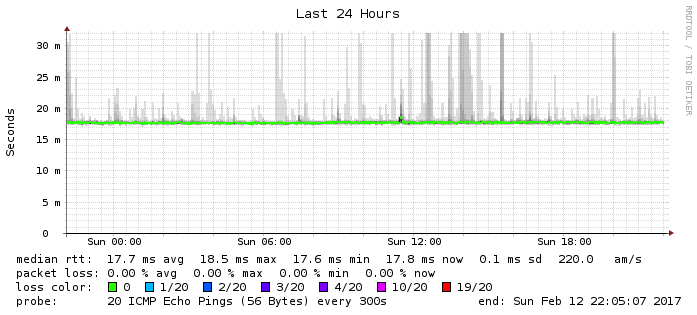 Last 24 Hours
RRDTOOL / TOBI OETIKER
Seconds
30 m
25 m
20 m
15 m
10 m
5 m
0
Sun 00:00 Sun 06:00 Sun 12:00 Sun 18:00
median rtt: 17.7 ms avg 18.5 ms max 17.6 ms min 17.8 ms now 0.1 ms sd 220.0 am/s
packet loss: 0.00 % avg 0.00 % max 0.00 % min 0.00 % now
loss color: 0 1/20 2/20 3/20 4/20 10/20 19/20
probe: 20 ICMP Echo Pings (56 Bytes) every 300s end: Sun Feb 12 22:05:07 2017